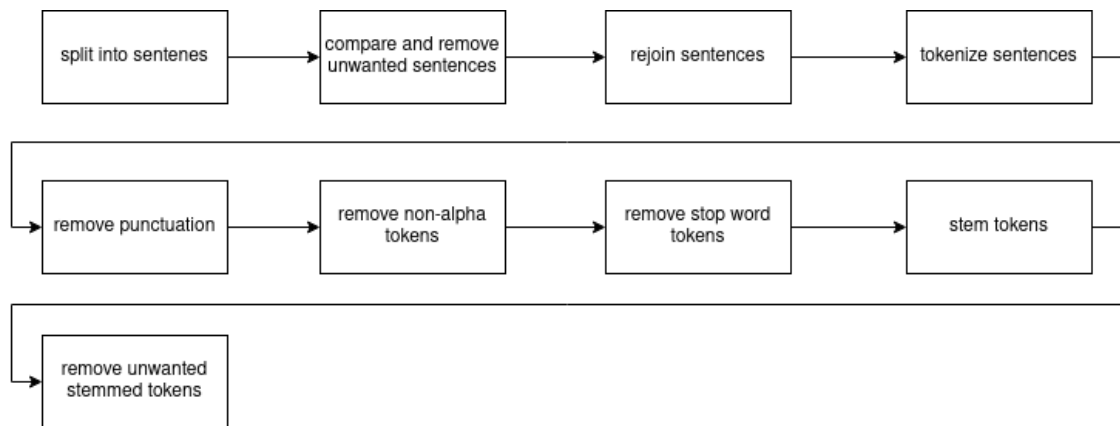 split into sentenes
compare and remove
unwanted sentences
rejoin sentences
tokenize sentences
remove punctuation
remove non-alpha
tokens
remove stop word
tokens
stem tokens
remove unwanted
stemmed tokens